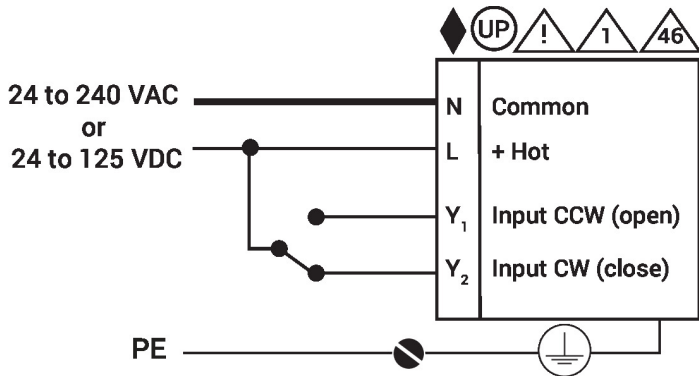 UP ! 1 46
24 to 240 VAC
or
24 to 125 VDC
N Common
L + Hot
Y₁ Input CCW (open)
Y₂ Input CW (close)
PE